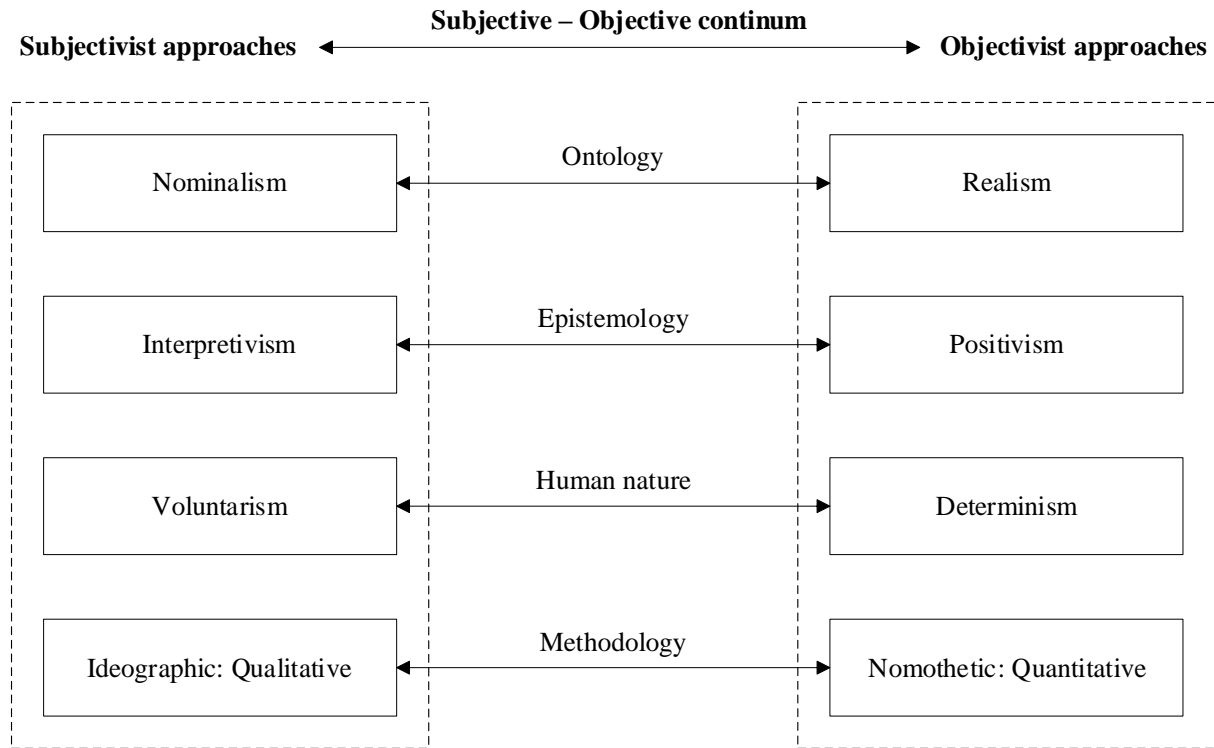 Subjective – Objective continum
Subjectivist approaches
Objectivist approaches
Ontology
Nominalism
Realism
Epistemology
Interpretivism
Positivism
Human nature
Voluntarism
Determinism
Methodology
Ideographic: Qualitative
Nomothetic: Quantitative